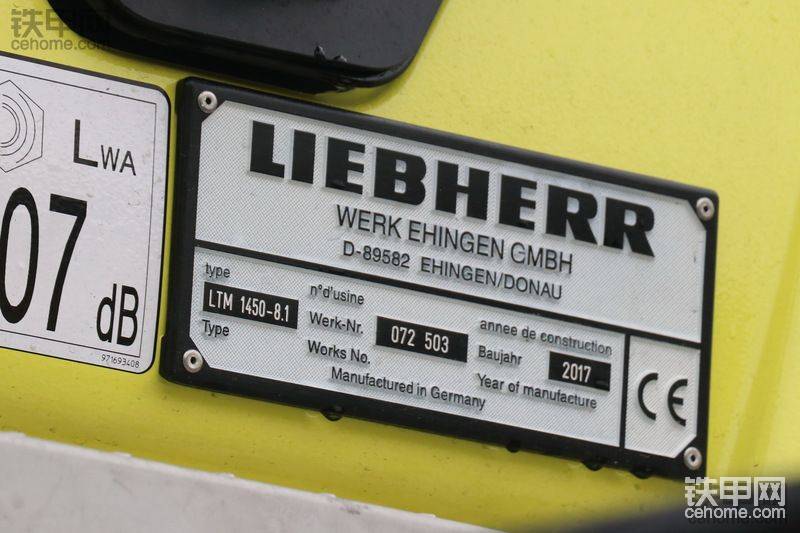 铁甲网
cehome.com
LWA
07
dB
971693408
LIEBHERR
WERK EHINGEN GMBH
D-89582 EHINGEN/DONAU
type
LTM 1450-8.1
Type
n°d'usine
Werk-Nr.
Works No.
072 503
annee de construction
Baujahr
2017
Year of manufacture
Manufactured in Germany
CE
铁甲网
cehome.com